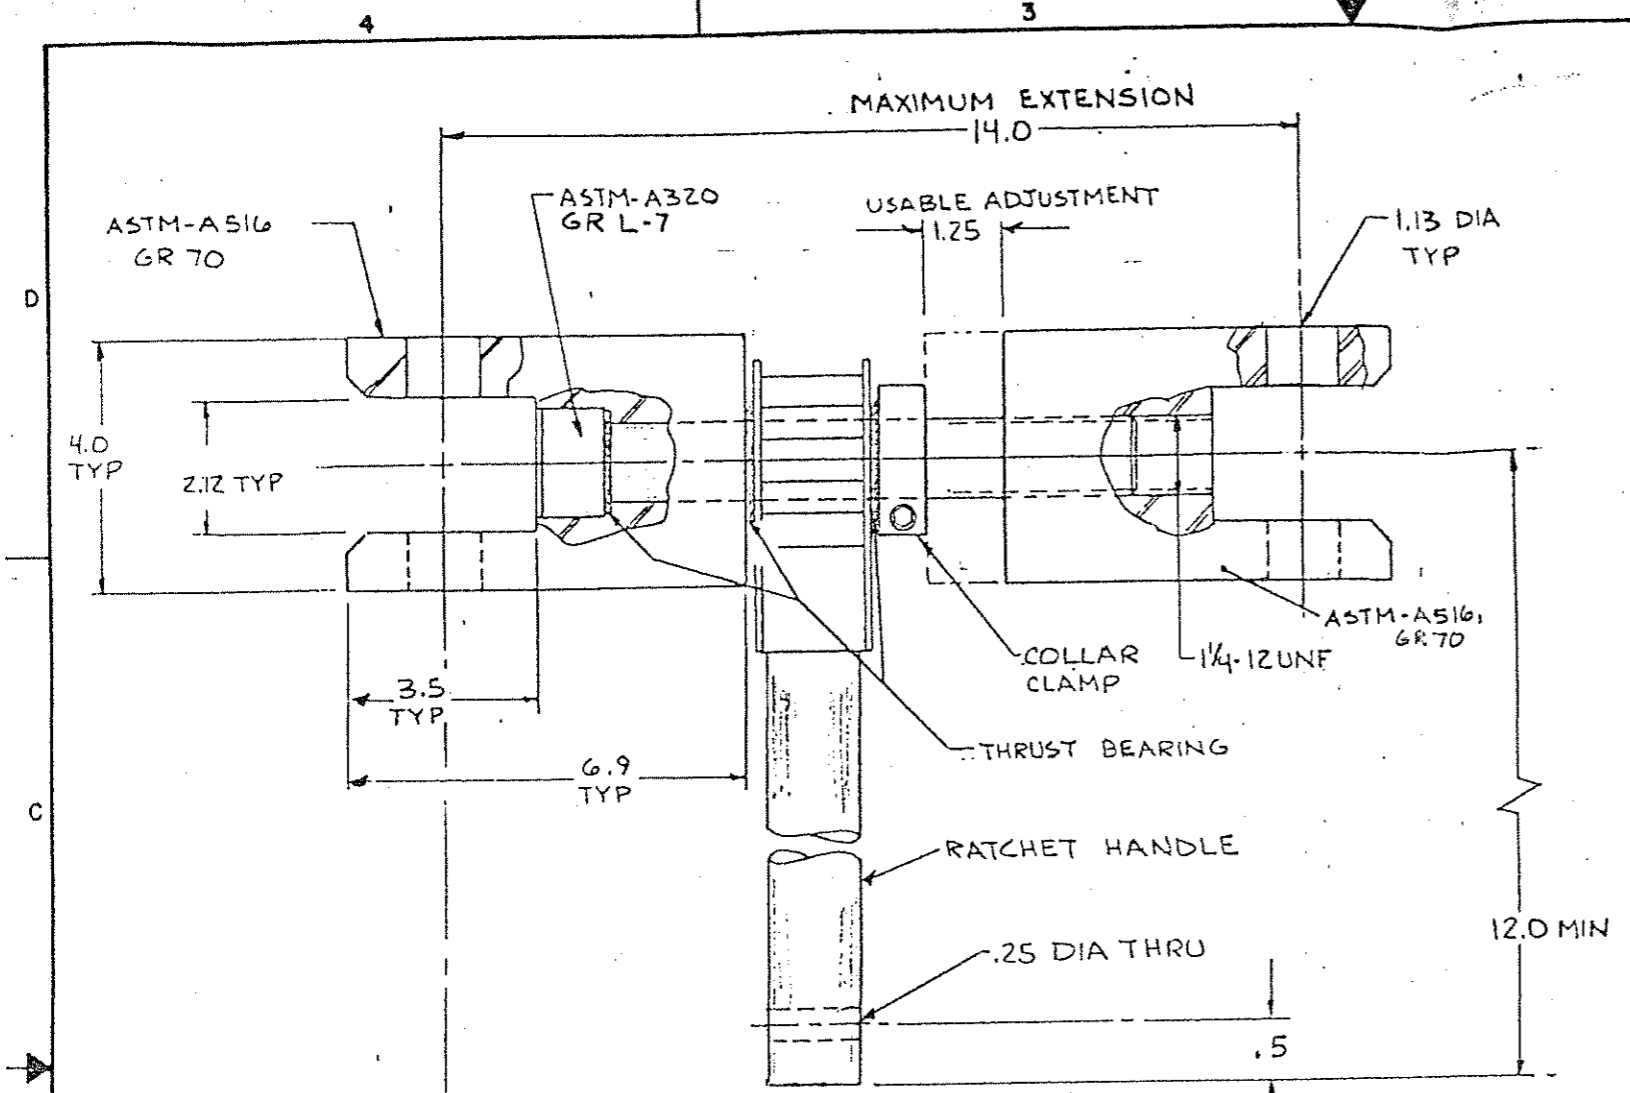 4
3
MAXIMUM EXTENSION
14.0
ASTM-A516
GR 70
ASTM-A320
GR L-7
USABLE ADJUSTMENT
1.25
1.13 DIA
TYP
D
4.0
TYP
2.12 TYP
ASTM-A516,
GR70
COLLAR
CLAMP
1¼-12UNF
3.5
TYP
THRUST BEARING
6.9
TYP
C
RATCHET HANDLE
12.0 MIN
.25 DIA THRU
.5